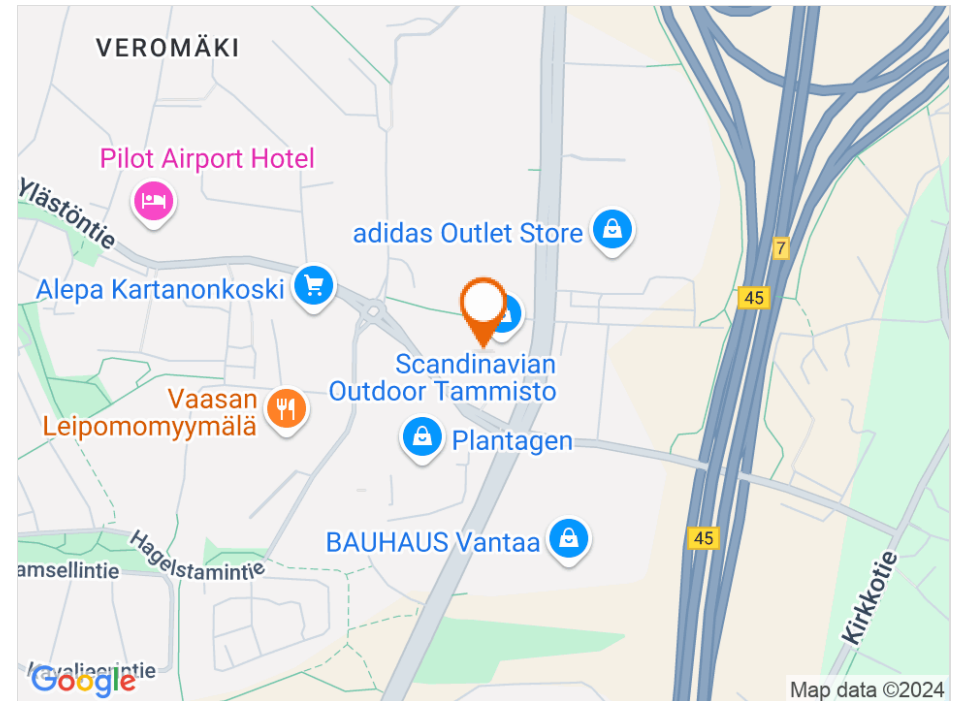 VEROMÄKI
Pilot Airport Hotel
Ylästöntie
adidas Outlet Store
7
Alepa Kartanonkoski
45
Scandinavian
Outdoor Tammisto
Vaasan
Leipomomyymälä
Plantagen
BAUHAUS Vantaa
45
Hagelstamintie
amsellintie
Kirkkotie
Google
Map data ©2024